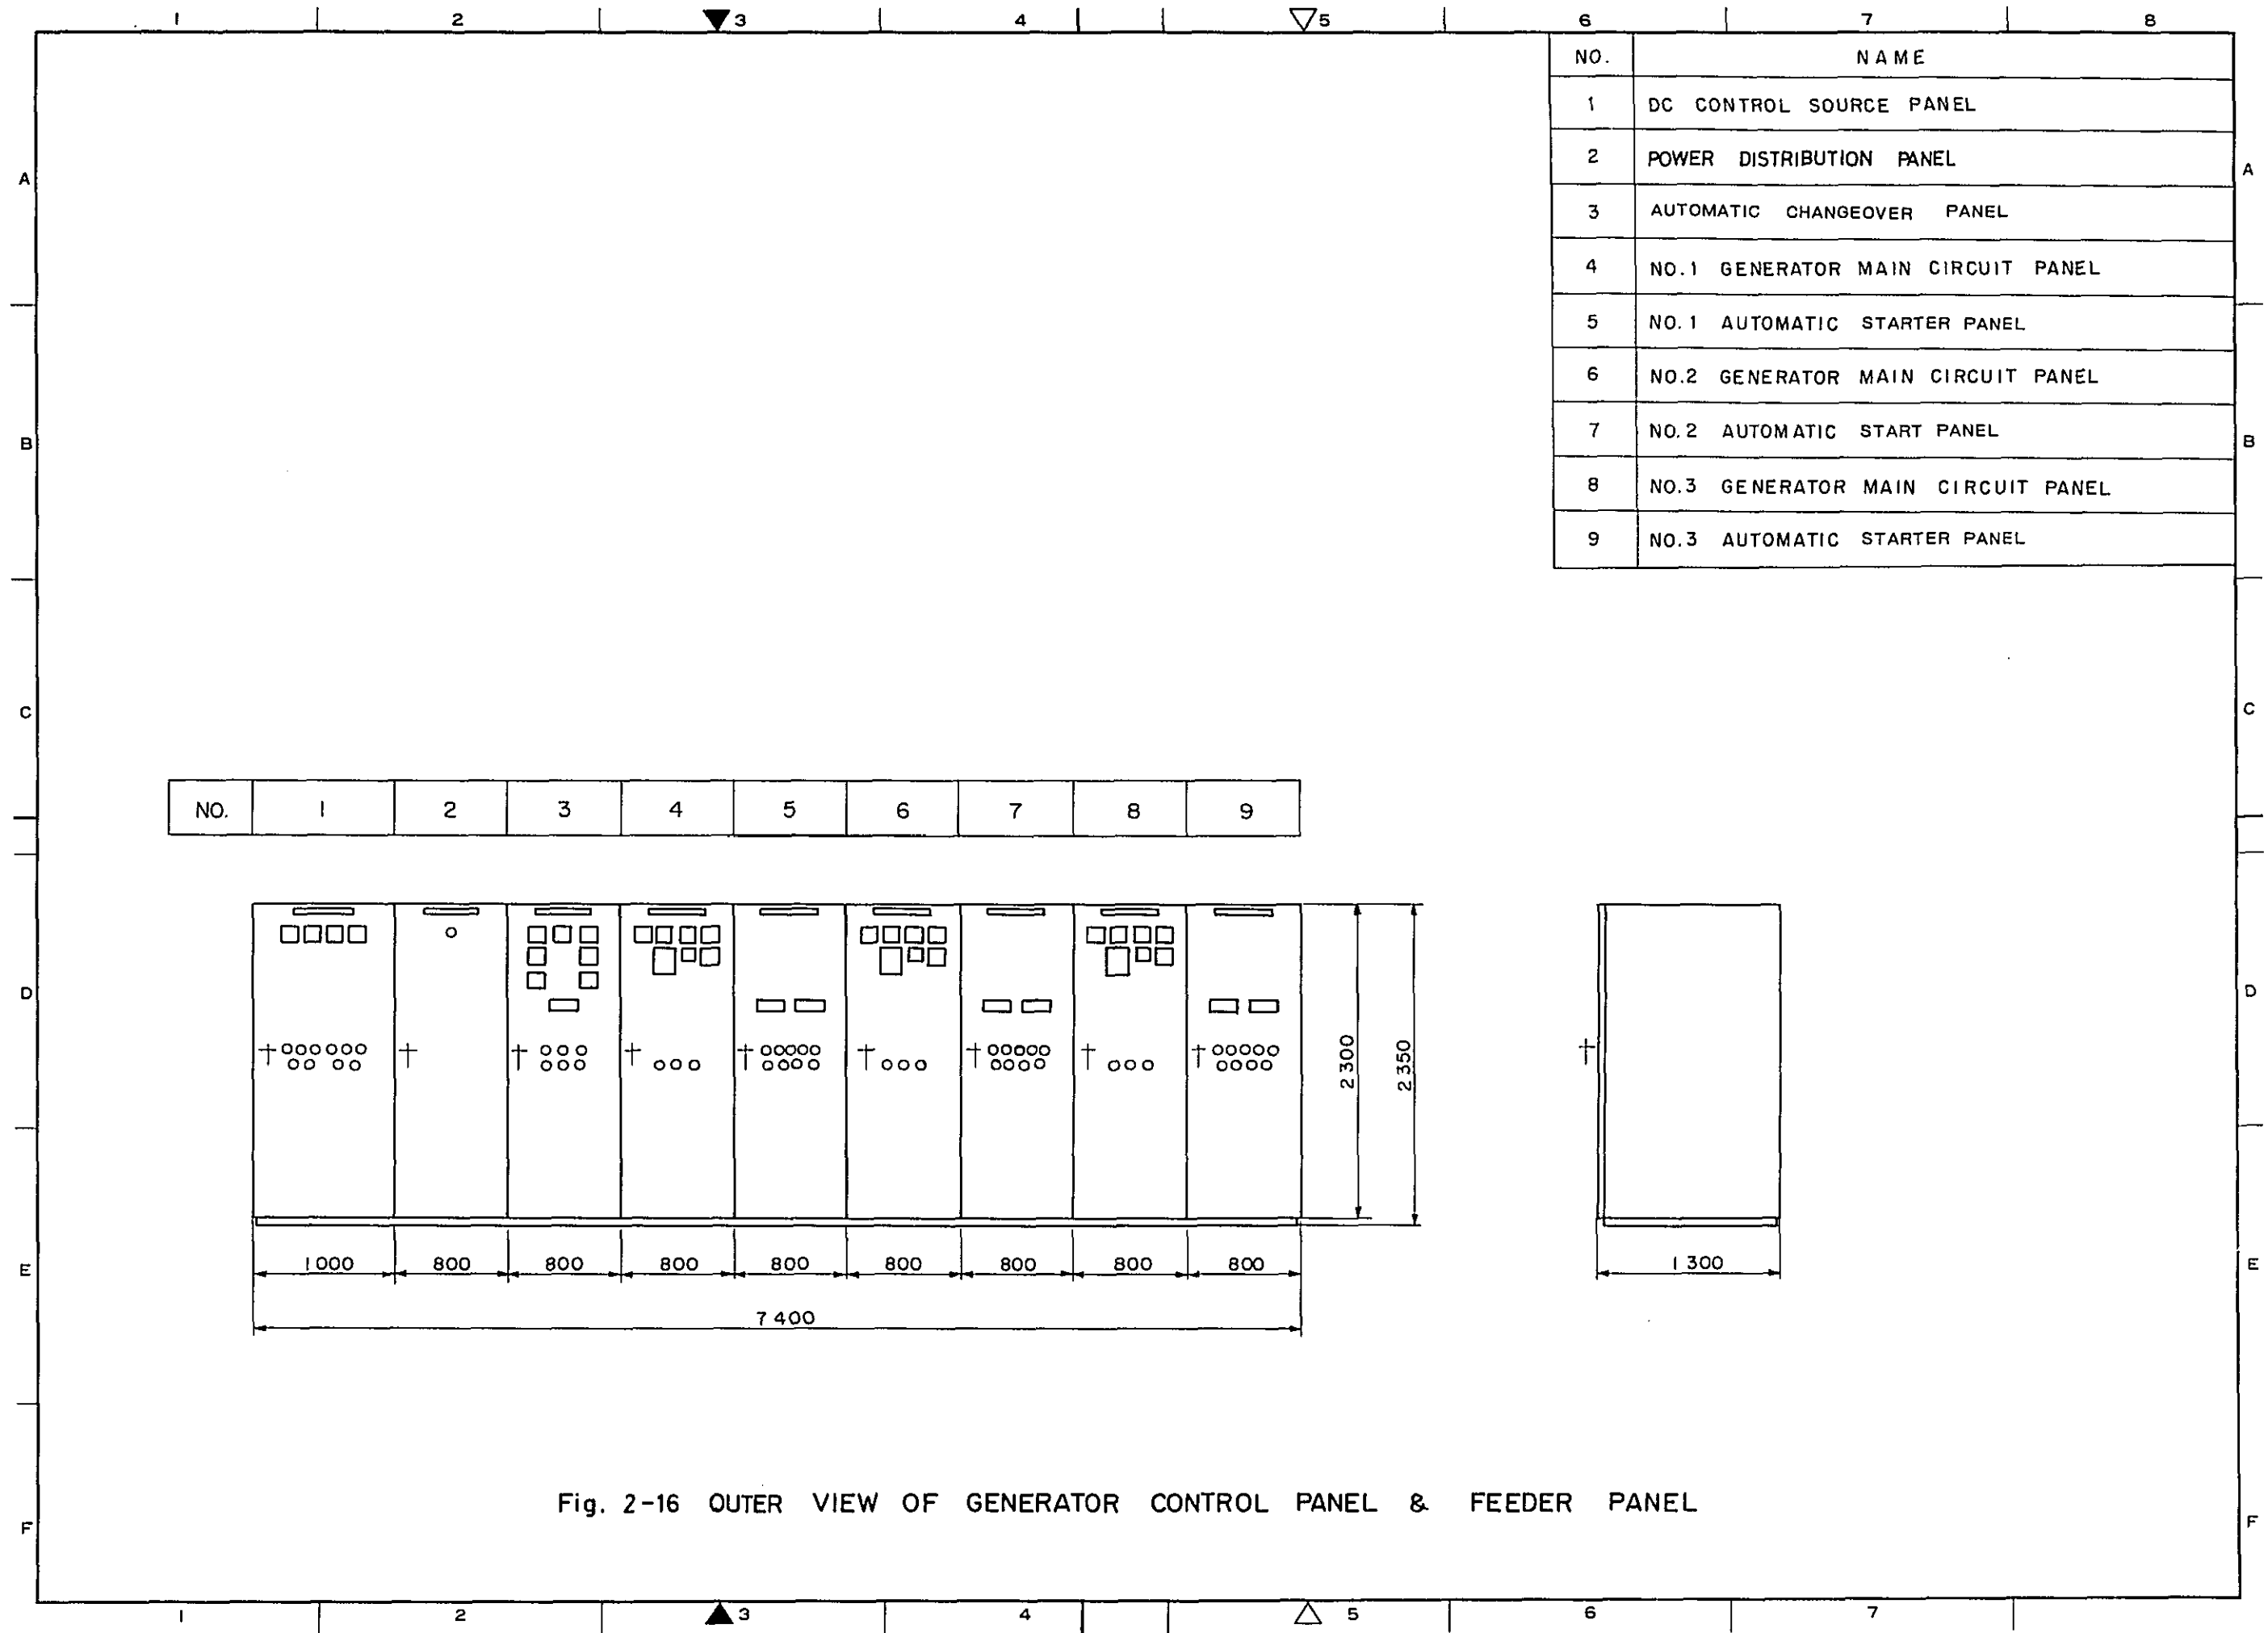 1 2 3 4 5 6 7 8
NO. NAME
1 DC CONTROL SOURCE PANEL
2 POWER DISTRIBUTION PANEL
3 AUTOMATIC CHANGEOVER PANEL
4 NO.1 GENERATOR MAIN CIRCUIT PANEL
5 NO.1 AUTOMATIC STARTER PANEL
6 NO.2 GENERATOR MAIN CIRCUIT PANEL
7 NO.2 AUTOMATIC START PANEL
8 NO.3 GENERATOR MAIN CIRCUIT PANEL
9 NO.3 AUTOMATIC STARTER PANEL
A A
B B
C C
NO. 1 2 3 4 5 6 7 8 9
D D
2300 2350
E 1000 800 800 800 800 800 800 800 800 1300 E
7400
Fig. 2-16 OUTER VIEW OF GENERATOR CONTROL PANEL & FEEDER PANEL
F F
1 2 3 4 5 6 7